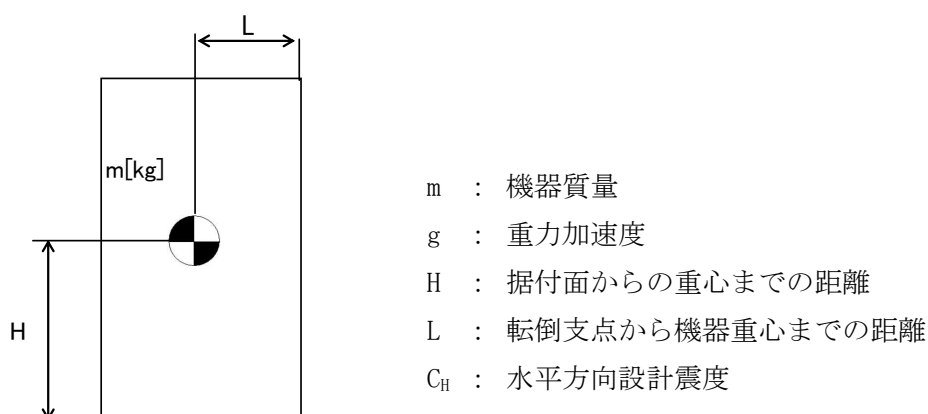 L
m[kg]
H
m : 機器質量
g : 重力加速度
H : 据付面からの重心までの距離
L : 転倒支点から機器重心までの距離
CH : 水平方向設計震度